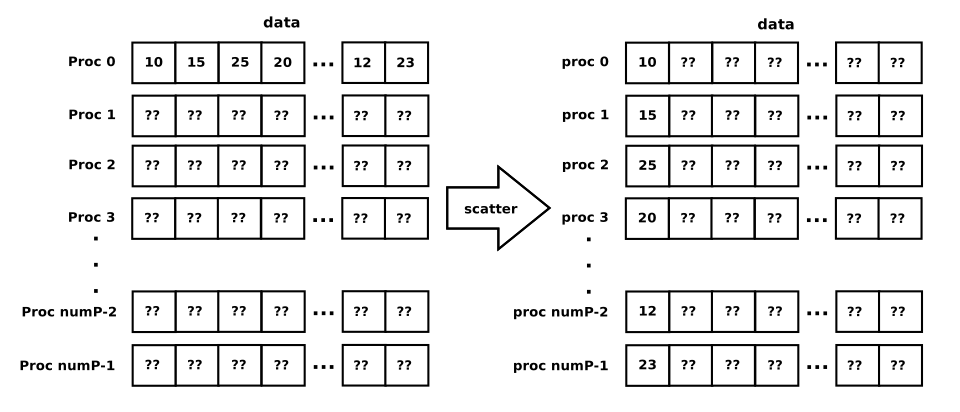 data
Proc 0 10 15 25 20 ... 12 23
Proc 1 ?? ?? ?? ?? ... ?? ??
Proc 2 ?? ?? ?? ?? ... ?? ??
Proc 3 ?? ?? ?? ?? ... ?? ??
.
.
.
Proc numP-2 ?? ?? ?? ?? ... ?? ??
Proc numP-1 ?? ?? ?? ?? ... ?? ??
scatter
data
proc 0 10 ?? ?? ?? ... ?? ??
proc 1 15 ?? ?? ?? ... ?? ??
proc 2 25 ?? ?? ?? ... ?? ??
proc 3 20 ?? ?? ?? ... ?? ??
.
.
.
proc numP-2 12 ?? ?? ?? ... ?? ??
proc numP-1 23 ?? ?? ?? ... ?? ??